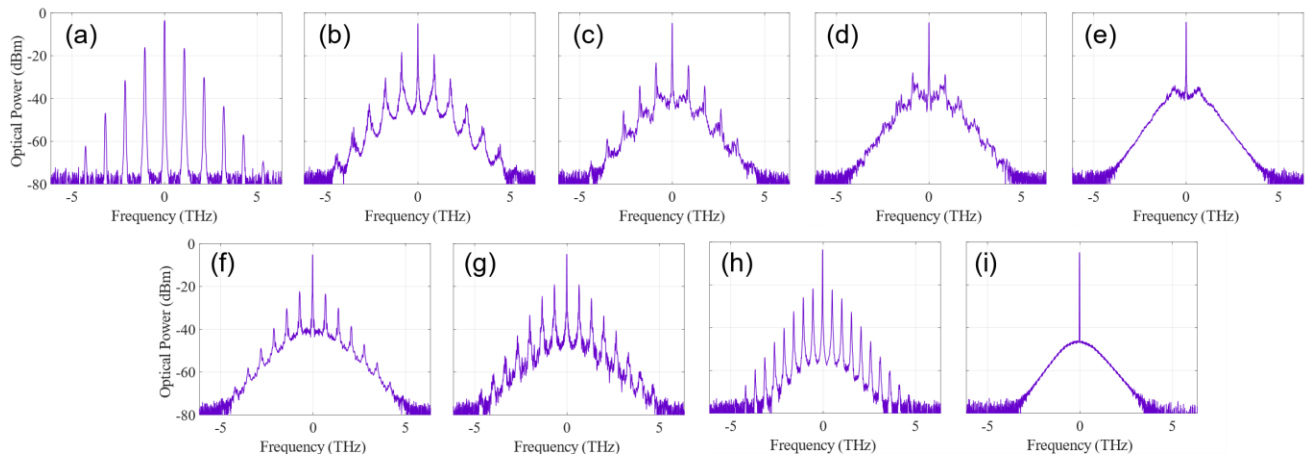 0
(a)
(b)
(c)
(d)
(e)
-20
-40
-60
-80
Optical Power (dBm)
-5 0 5
-5 0 5
-5 0 5
-5 0 5
-5 0 5
Frequency (THz)
Frequency (THz)
Frequency (THz)
Frequency (THz)
Frequency (THz)
0
(f)
(g)
(h)
(i)
-20
-40
-60
-80
Optical Power (dBm)
-5 0 5
-5 0 5
-5 0 5
-5 0 5
Frequency (THz)
Frequency (THz)
Frequency (THz)
Frequency (THz)